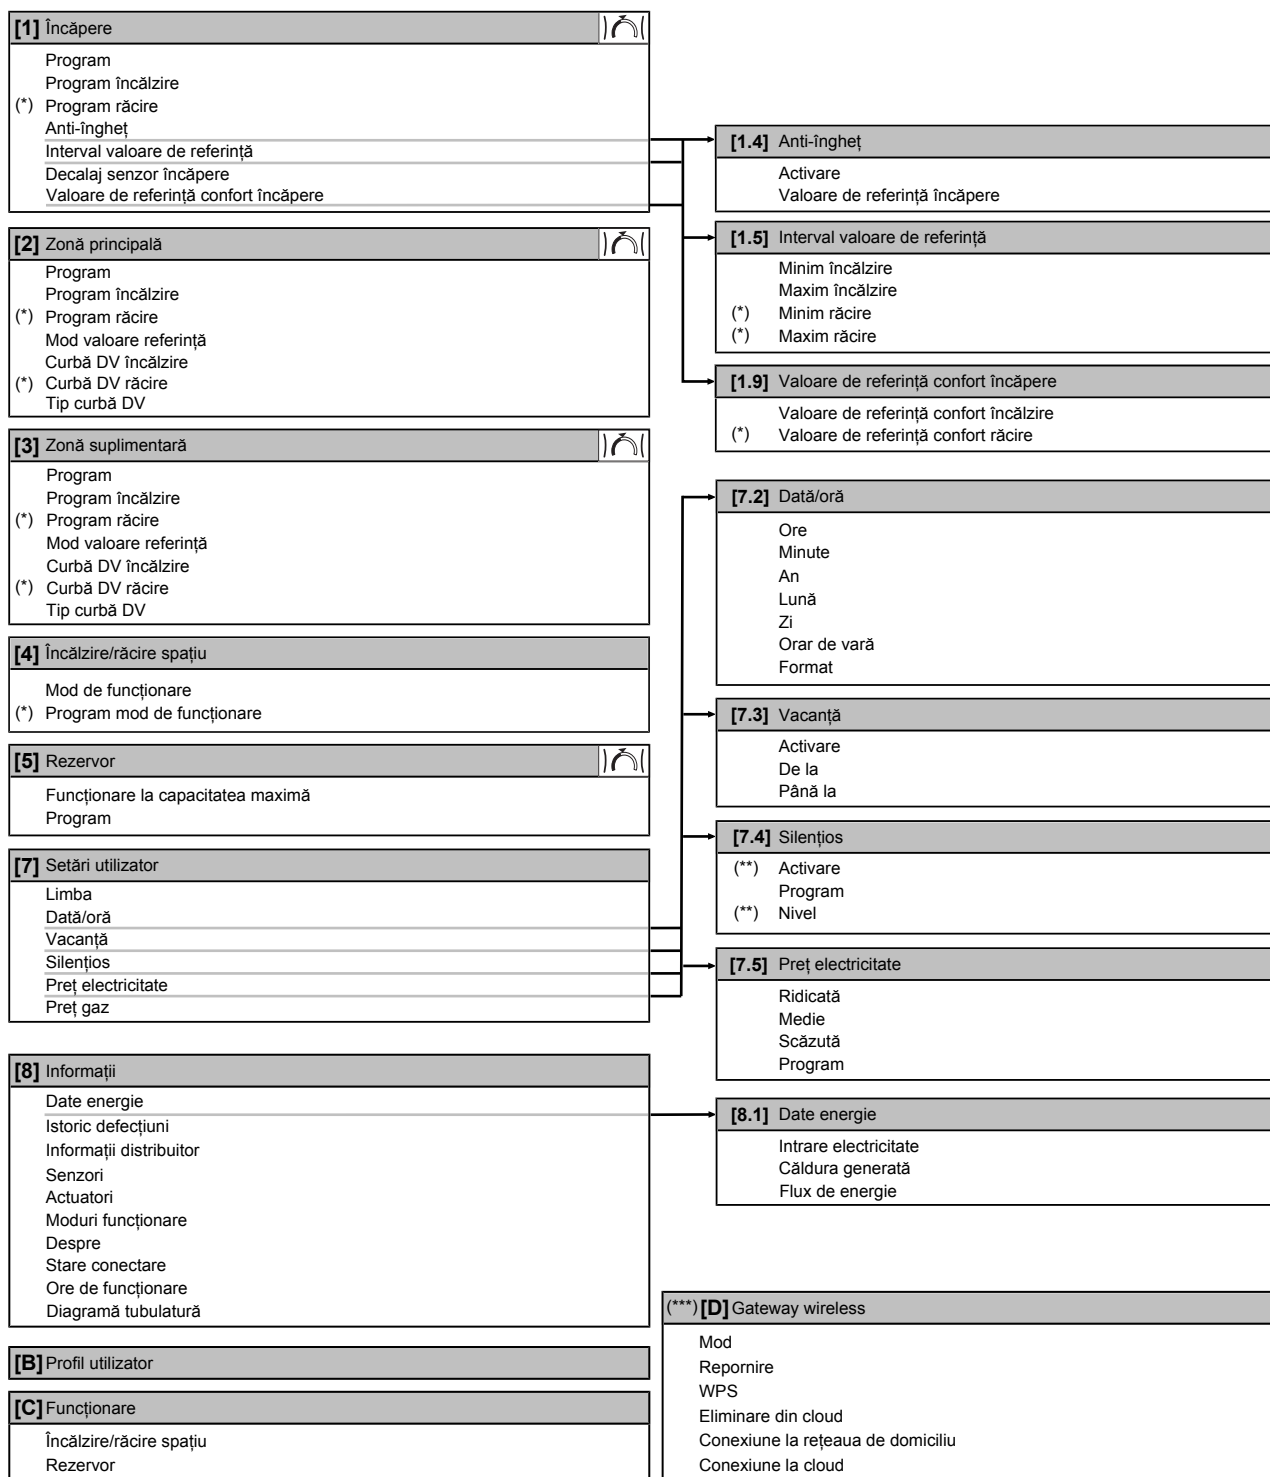 [1] Încăpere
Program
Program încălzire
(*) Program răcire
Anti-îngheț
Interval valoare de referință
Decalaj senzor încăpere
Valoare de referință confort încăpere
[2] Zonă principală
Program
Program încălzire
(*) Program răcire
Mod valoare referință
Curbă DV încălzire
(*) Curbă DV răcire
Tip curbă DV
[3] Zonă suplimentară
Program
Program încălzire
(*) Program răcire
Mod valoare referință
Curbă DV încălzire
(*) Curbă DV răcire
Tip curbă DV
[4] Încălzire/răcire spațiu
Mod de funcționare
(*) Program mod de funcționare
[5] Rezervor
Funcționare la capacitatea maximă
Program
[7] Setări utilizator
Limba
Dată/oră
Vacanță
Silențios
Preț electricitate
Preț gaz
[8] Informații
Date energie
Istoric defecțiuni
Informații distribuitor
Senzori
Actuatori
Moduri funcționare
Despre
Stare conectare
Ore de funcționare
Diagramă tubulatură
[B] Profil utilizator
[C] Funcționare
Încălzire/răcire spațiu
Rezervor
[1.4] Anti-îngheț
Activare
Valoare de referință încăpere
[1.5] Interval valoare de referință
Minim încălzire
Maxim încălzire
(*) Minim răcire
(*) Maxim răcire
[1.9] Valoare de referință confort încăpere
Valoare de referință confort încălzire
(*) Valoare de referință confort răcire
[7.2] Dată/oră
Ore
Minute
An
Lună
Zi
Orar de vară
Format
[7.3] Vacanță
Activare
De la
Până la
[7.4] Silențios
(**) Activare
Program
(**) Nivel
[7.5] Preț electricitate
Ridicată
Medie
Scăzută
Program
[8.1] Date energie
Intrare electricitate
Căldura generată
Flux de energie
(***) [D] Gateway wireless
Mod
Repornire
WPS
Eliminare din cloud
Conexiune la rețeaua de domiciliu
Conexiune la cloud